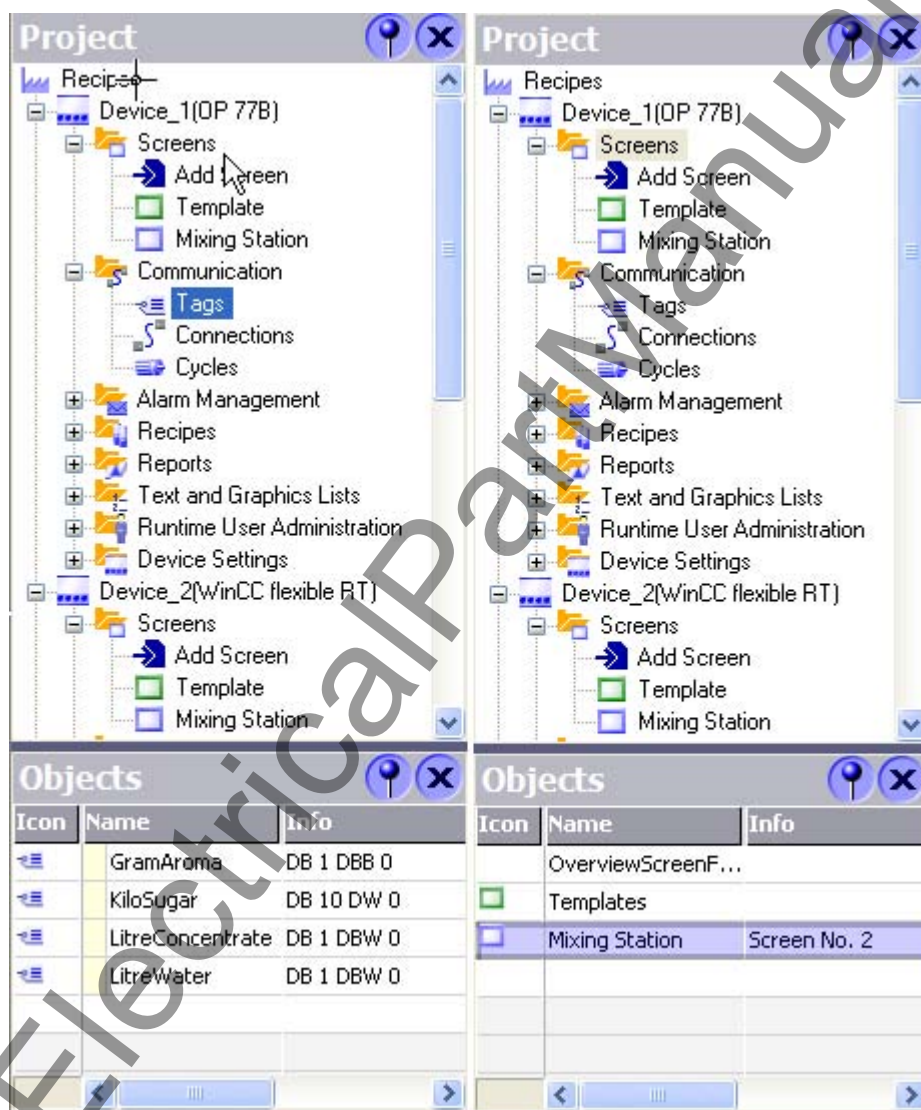 Project
Recipes
Device_1(OP 77B)
Screens
Add Screen
Template
Mixing Station
Communication
Tags
Connections
Cycles
Alarm Management
Recipes
Reports
Text and Graphics Lists
Runtime User Administration
Device Settings
Device_2(WinCC flexible RT)
Screens
Add Screen
Template
Mixing Station
Objects
Icon Name Info
GramAroma DB 1 DBB 0
KiloSugar DB 10 DW 0
LitreConcentrate DB 1 DBW 0
LitreWater DB 1 DBW 0
Project
Recipes
Device_1(OP 77B)
Screens
Add Screen
Template
Mixing Station
Communication
Tags
Connections
Cycles
Alarm Management
Recipes
Reports
Text and Graphics Lists
Runtime User Administration
Device Settings
Device_2(WinCC flexible RT)
Screens
Add Screen
Template
Mixing Station
Objects
Icon Name Info
OverviewScreenF...
Templates
Mixing Station Screen No. 2
ElectricalPartManual